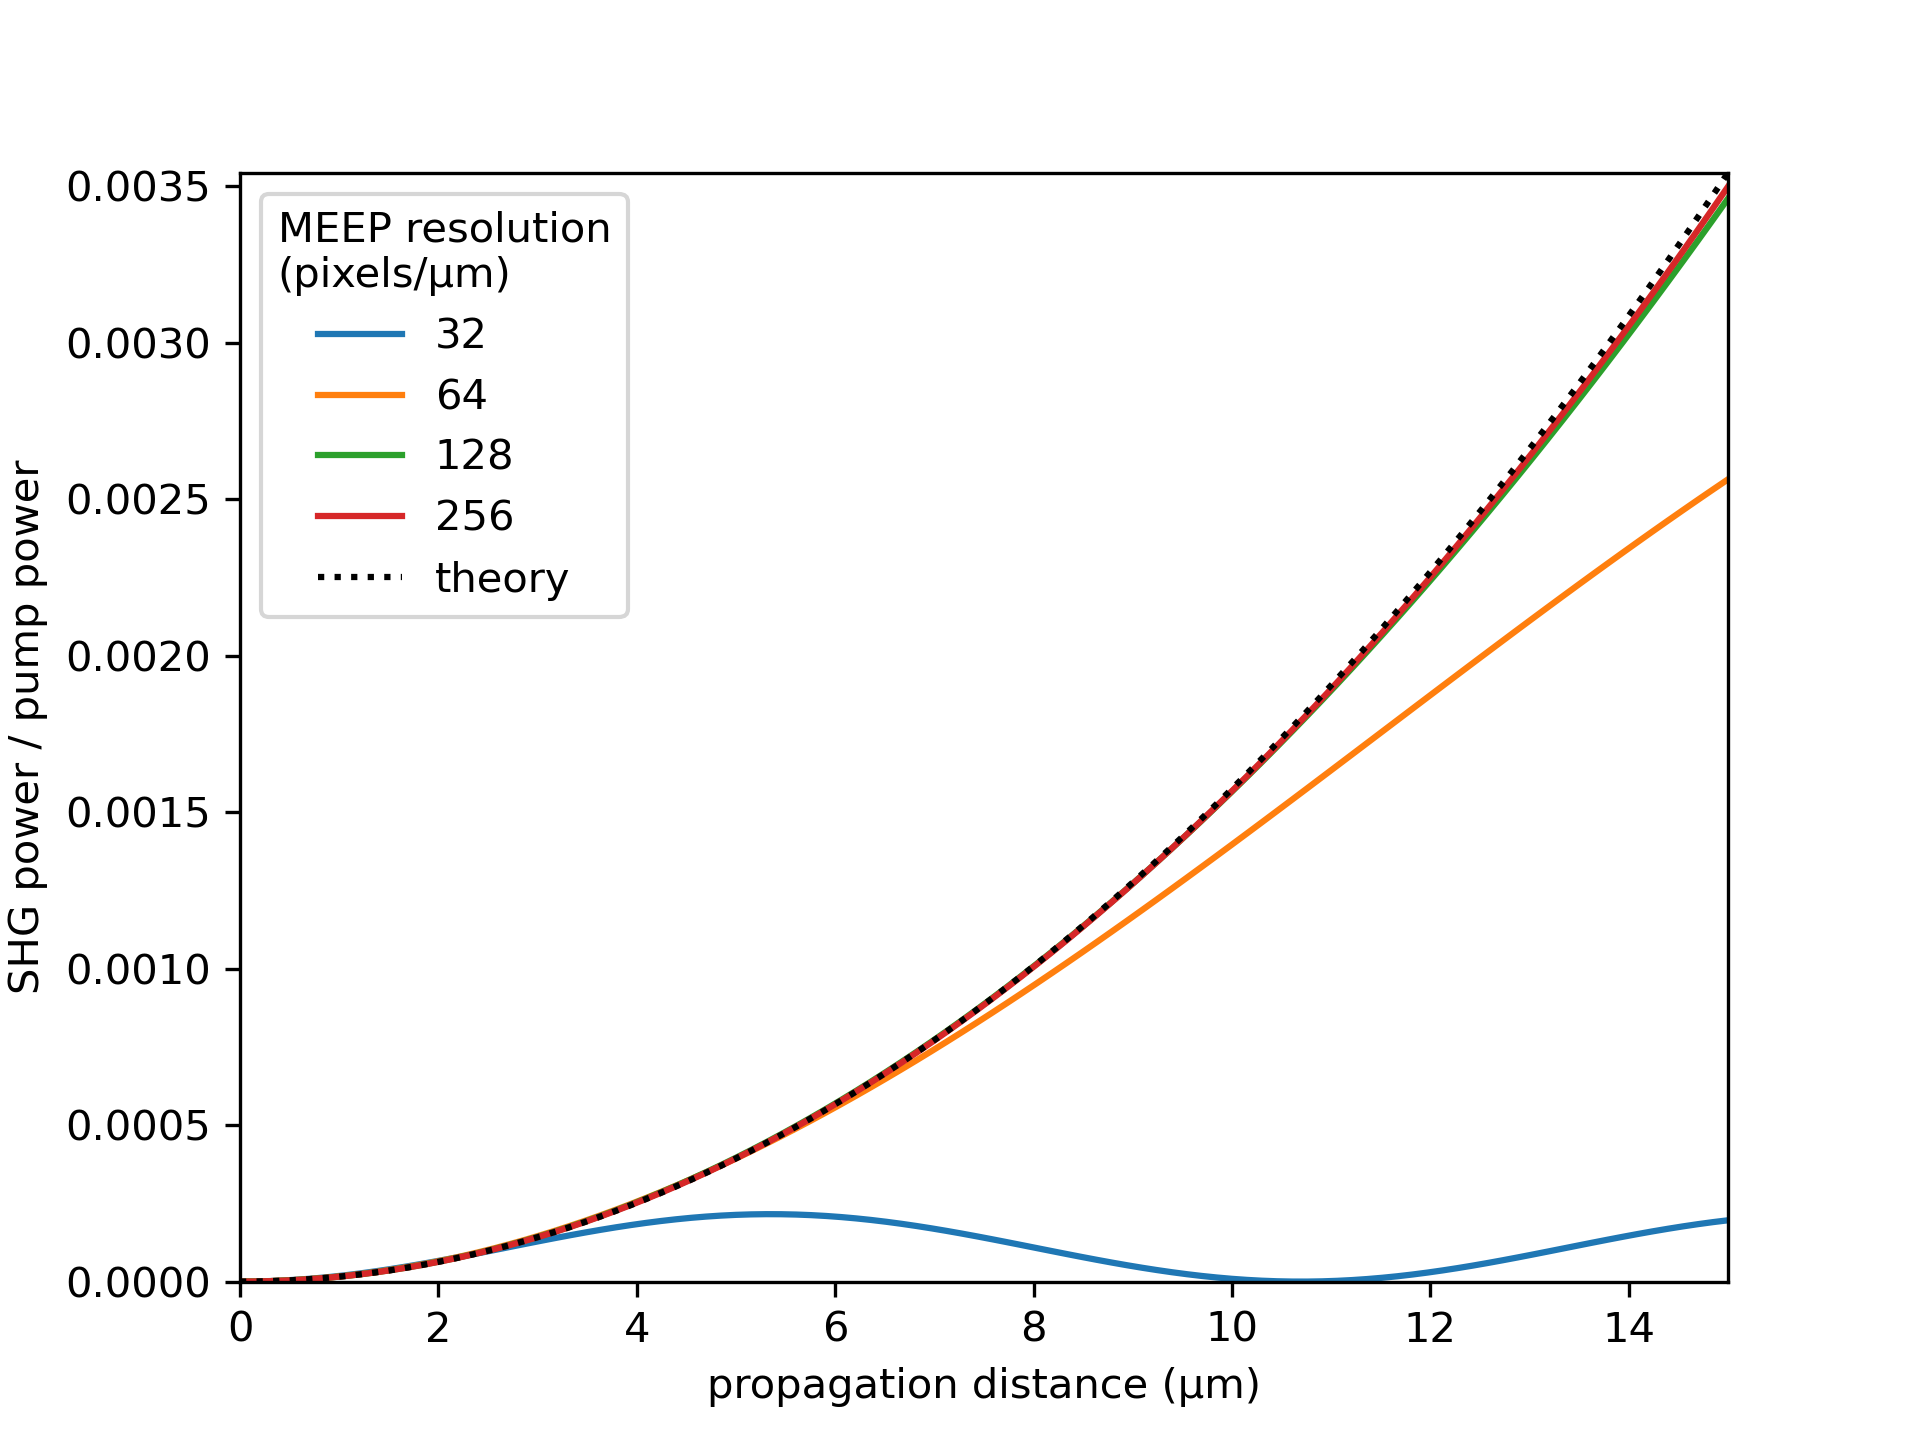 MEEP resolution
(pixels/μm)
32
64
128
256
theory
SHG power / pump power
0.0035
0.0030
0.0025
0.0020
0.0015
0.0010
0.0005
0.0000
0 2 4 6 8 10 12 14
propagation distance (μm)